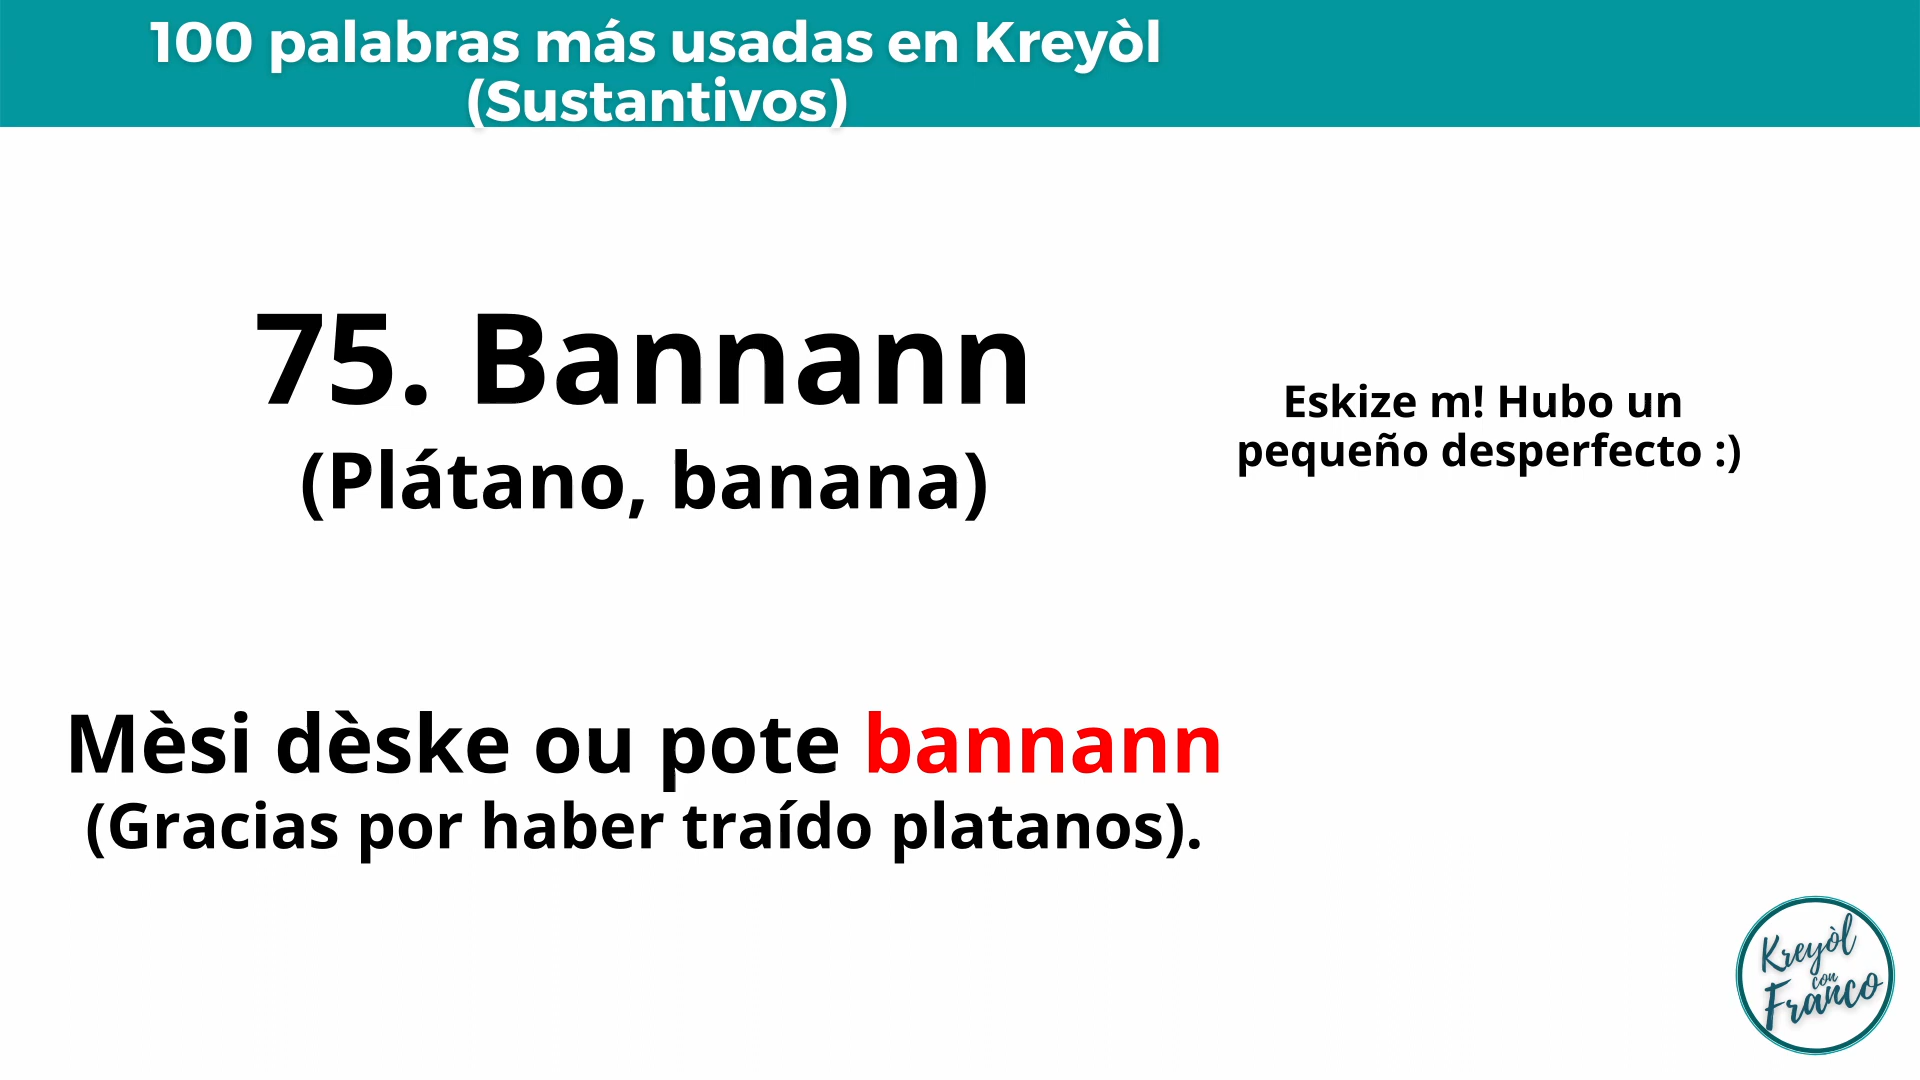 100 palabras más usadas en Kreyòl
(Sustantivos)
75. Bannann
(Plátano, banana)
Eskize m! Hubo un
pequeño desperfecto :)
Mèsi dèske ou pote bannann
(Gracias por haber traído platanos).
Kreyòl
con
Franco